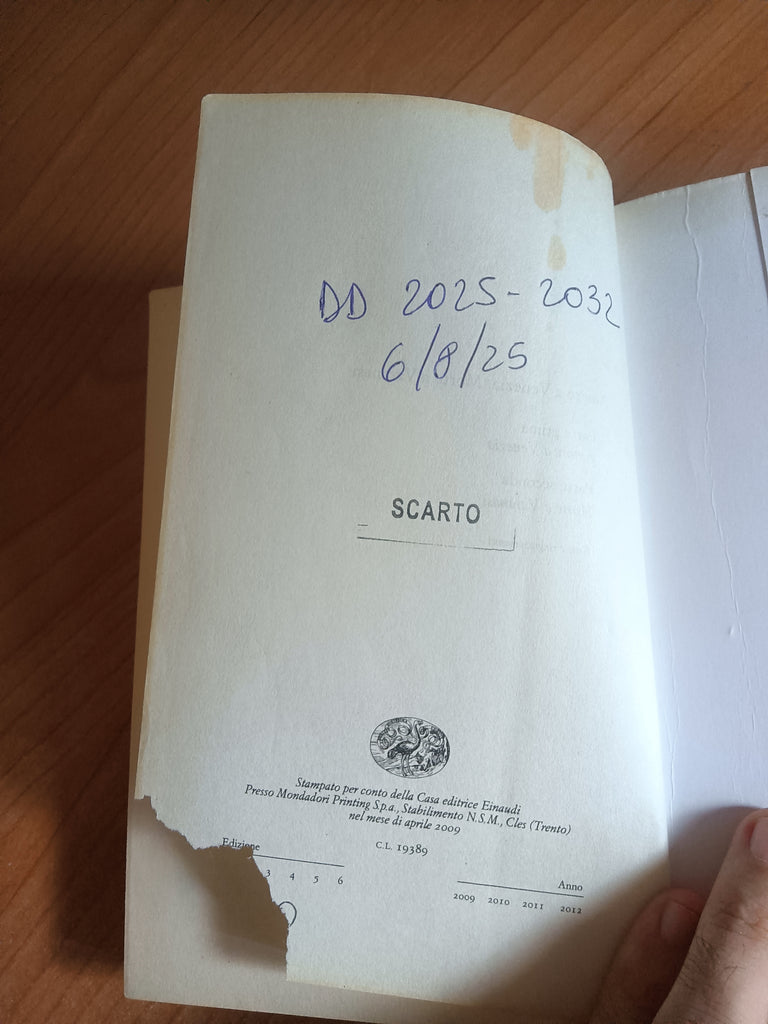 DD 2025-2032
6/8/25
SCARTO
Stampato per conto della Casa editrice Einaudi
Presso Mondadori Printing S.p.a., Stabilimento N.S.M., Cles (Trento)
nel mese di aprile 2009
C.L. 19389
Edizione
3 4 5 6
Anno
2009 2010 2011 2012